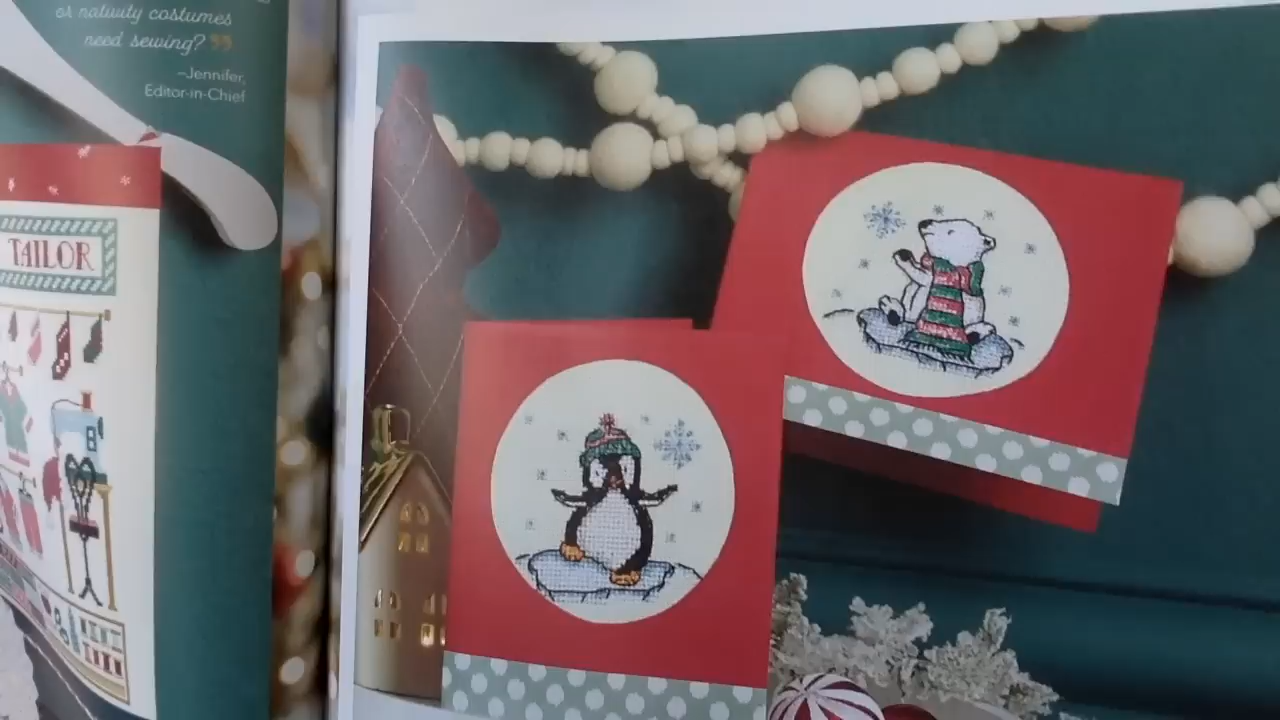 or nativity costumes
need sewing? ”
–Jennifer,
Editor-in-Chief
TAILOR